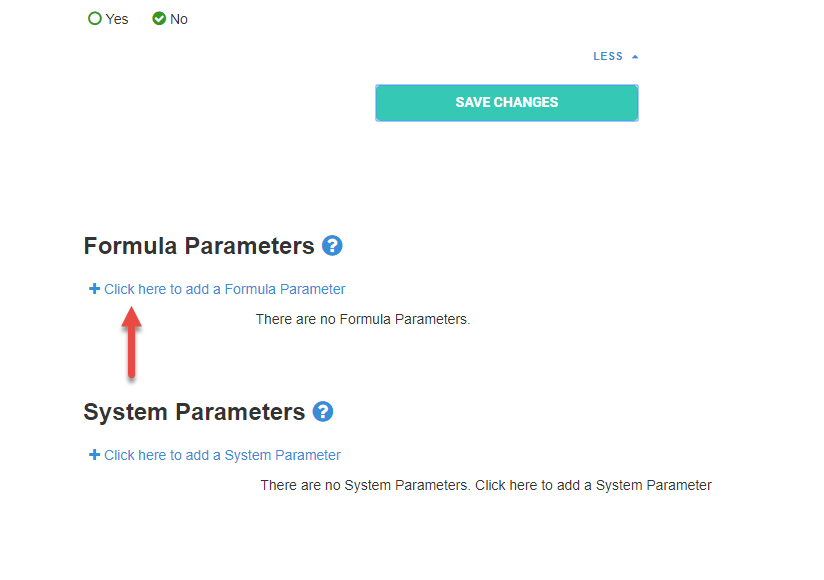 Yes No
LESS
SAVE CHANGES
Formula Parameters ?
+ Click here to add a Formula Parameter
There are no Formula Parameters.
System Parameters ?
+ Click here to add a System Parameter
There are no System Parameters. Click here to add a System Parameter